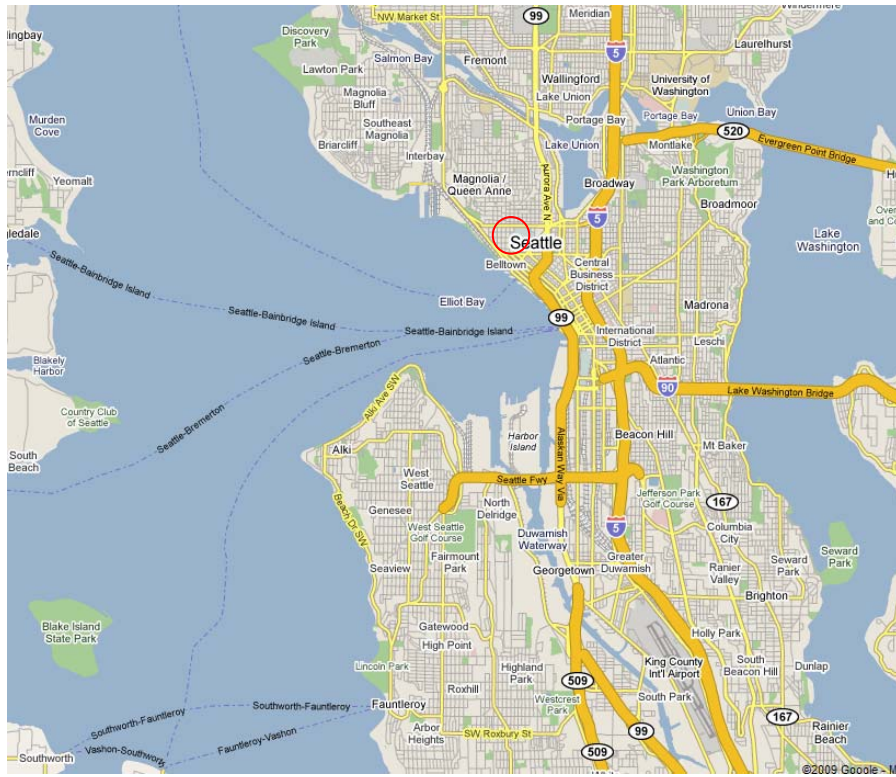 NW Market St
99
Meridian
Windermere
Discovery
Park
Laurelhurst
Salmon Bay
Fremont
5
Lawton Park
Wallingford
University of
Washington
Magnolia
Bluff
Lake Union
Murden
Cove
Portage Bay
Union Bay
Southeast
Magnolia
Portage Bay
520
Briarcliff
Interbay
Lake Union
Montlake
Evergreen Point Bridge
Yeomalt
Magnolia /
Queen Anne
Aurora Ave N
Broadway
Washington
Park Arboretum
Broadmoor
5
Lake
Washington
Seattle
Belltown
Central
Business
District
Seattle-Bainbridge Island
Elliot Bay
Madrona
Seattle-Bainbridge Island
99
Seattle-Bainbridge Island
International
District
Leschi
Seattle-Bremerton
Blakely
Harbor
Atlantic
90
Lake Washington Bridge
Alki Ave SW
Country Club
of Seattle
Seattle-Bremerton
Harbor
Island
Alaskan Way Via
Beacon Hill
Mt Baker
South
Beach
Alki
West
Seattle
Seattle Fwy
Beach Dr SW
Genesee
North
Delridge
Jefferson Park
Golf Course
167
West Seattle
Golf Course
5
Columbia
City
Duwamish
Waterway
Fairmount
Park
Seaview
Georgetown
Greater
Duwamish
Ranier
Valley
Seward
Park
Seward
Park
Brighton
Blake Island
State Park
Gatewood
High Point
Holly Park
Lincoln Park
Highland
Park
King County
Int'l Airport
South
Beacon Hill
Dunlap
Roxhill
509
Westcrest
Park
South Park
Southworth-Fauntleroy
Southworth-Fauntleroy
Fauntleroy
167
Fauntleroy-Vashon
Arbor
Heights
SW Roxbury St
99
Rainier
Beach
Southworth
Vashon-Southwork
509
©2009 Google